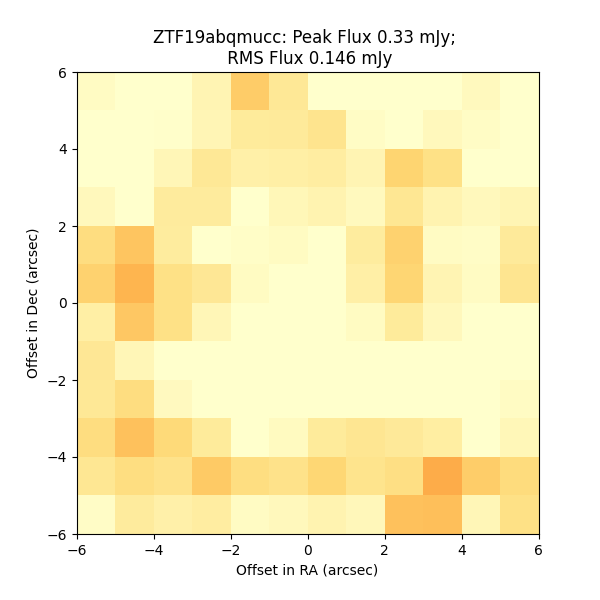 ZTF19abqmucc: Peak Flux 0.33 mJy;
RMS Flux 0.146 mJy
6
4
2
0
−2
−4
−6
Offset in Dec (arcsec)
−6 −4 −2 0 2 4 6
Offset in RA (arcsec)